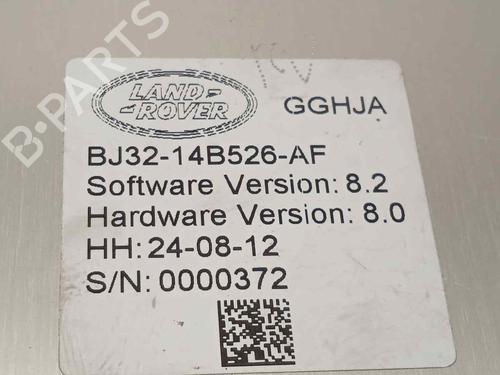 LAND
ROVER
GGHJA
BJ32-14B526-AF
Software Version: 8.2
Hardware Version: 8.0
HH: 24-08-12
S/N: 0000372
B-PARTS